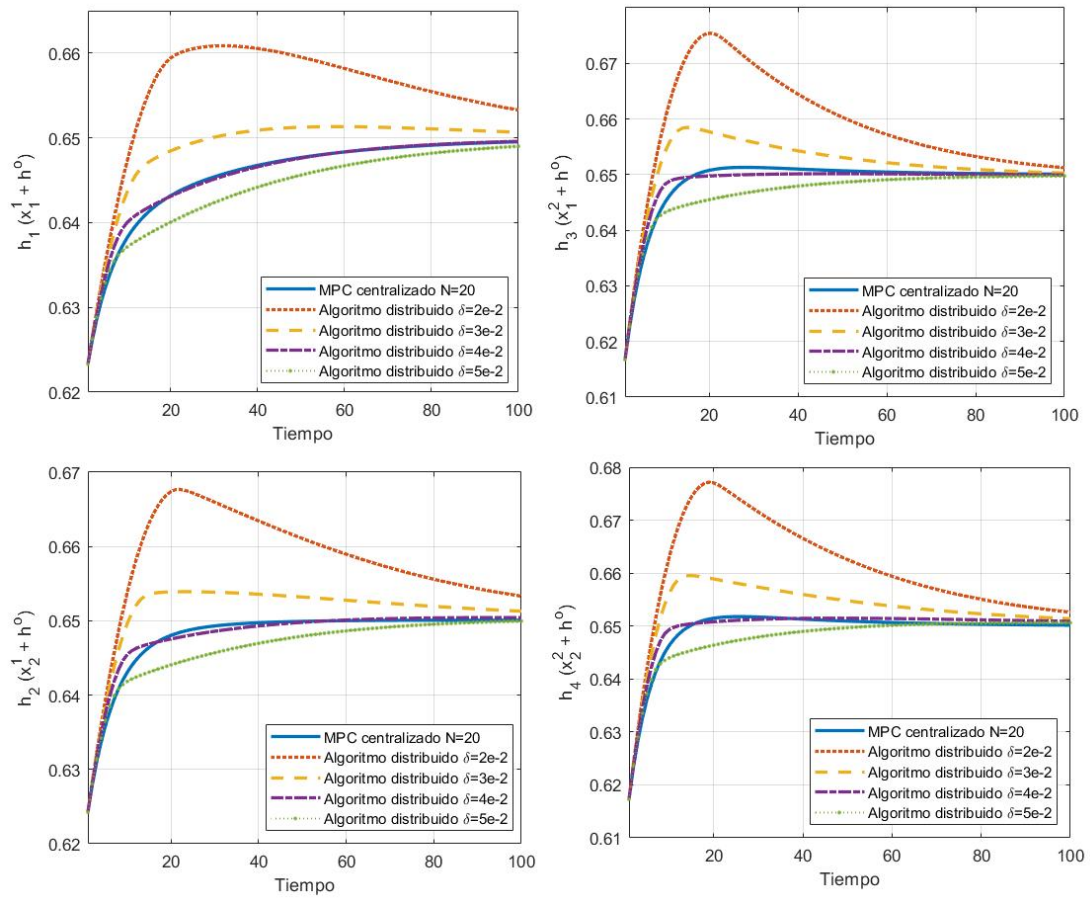 0.66
0.65
0.64
0.63
0.62
h₁ (x₁¹ + hᵒ)
20 40 60 80 100
Tiempo
MPC centralizado N=20
Algoritmo distribuido δ=2e-2
Algoritmo distribuido δ=3e-2
Algoritmo distribuido δ=4e-2
Algoritmo distribuido δ=5e-2
0.67
0.66
0.65
0.64
0.63
0.62
0.61
h₃ (x₁² + hᵒ)
20 40 60 80 100
Tiempo
MPC centralizado N=20
Algoritmo distribuido δ=2e-2
Algoritmo distribuido δ=3e-2
Algoritmo distribuido δ=4e-2
Algoritmo distribuido δ=5e-2
0.67
0.66
0.65
0.64
0.63
0.62
h₂ (x₂¹ + hᵒ)
20 40 60 80 100
Tiempo
MPC centralizado N=20
Algoritmo distribuido δ=2e-2
Algoritmo distribuido δ=3e-2
Algoritmo distribuido δ=4e-2
Algoritmo distribuido δ=5e-2
0.68
0.67
0.66
0.65
0.64
0.63
0.62
0.61
h₄ (x₂² + hᵒ)
20 40 60 80 100
Tiempo
MPC centralizado N=20
Algoritmo distribuido δ=2e-2
Algoritmo distribuido δ=3e-2
Algoritmo distribuido δ=4e-2
Algoritmo distribuido δ=5e-2